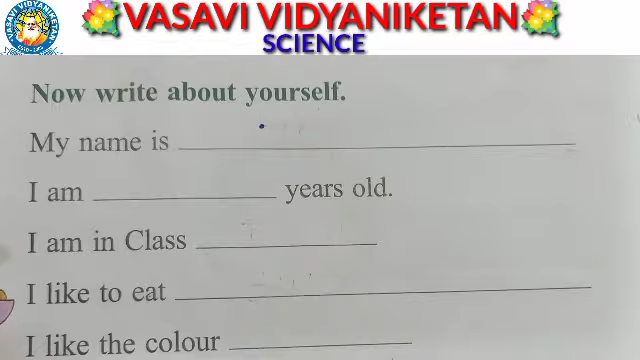 VASAVI VIDYANIKETAN
SCIENCE
Now write about yourself.
My name is
I am years old.
I am in Class
I like to eat
I like the colour